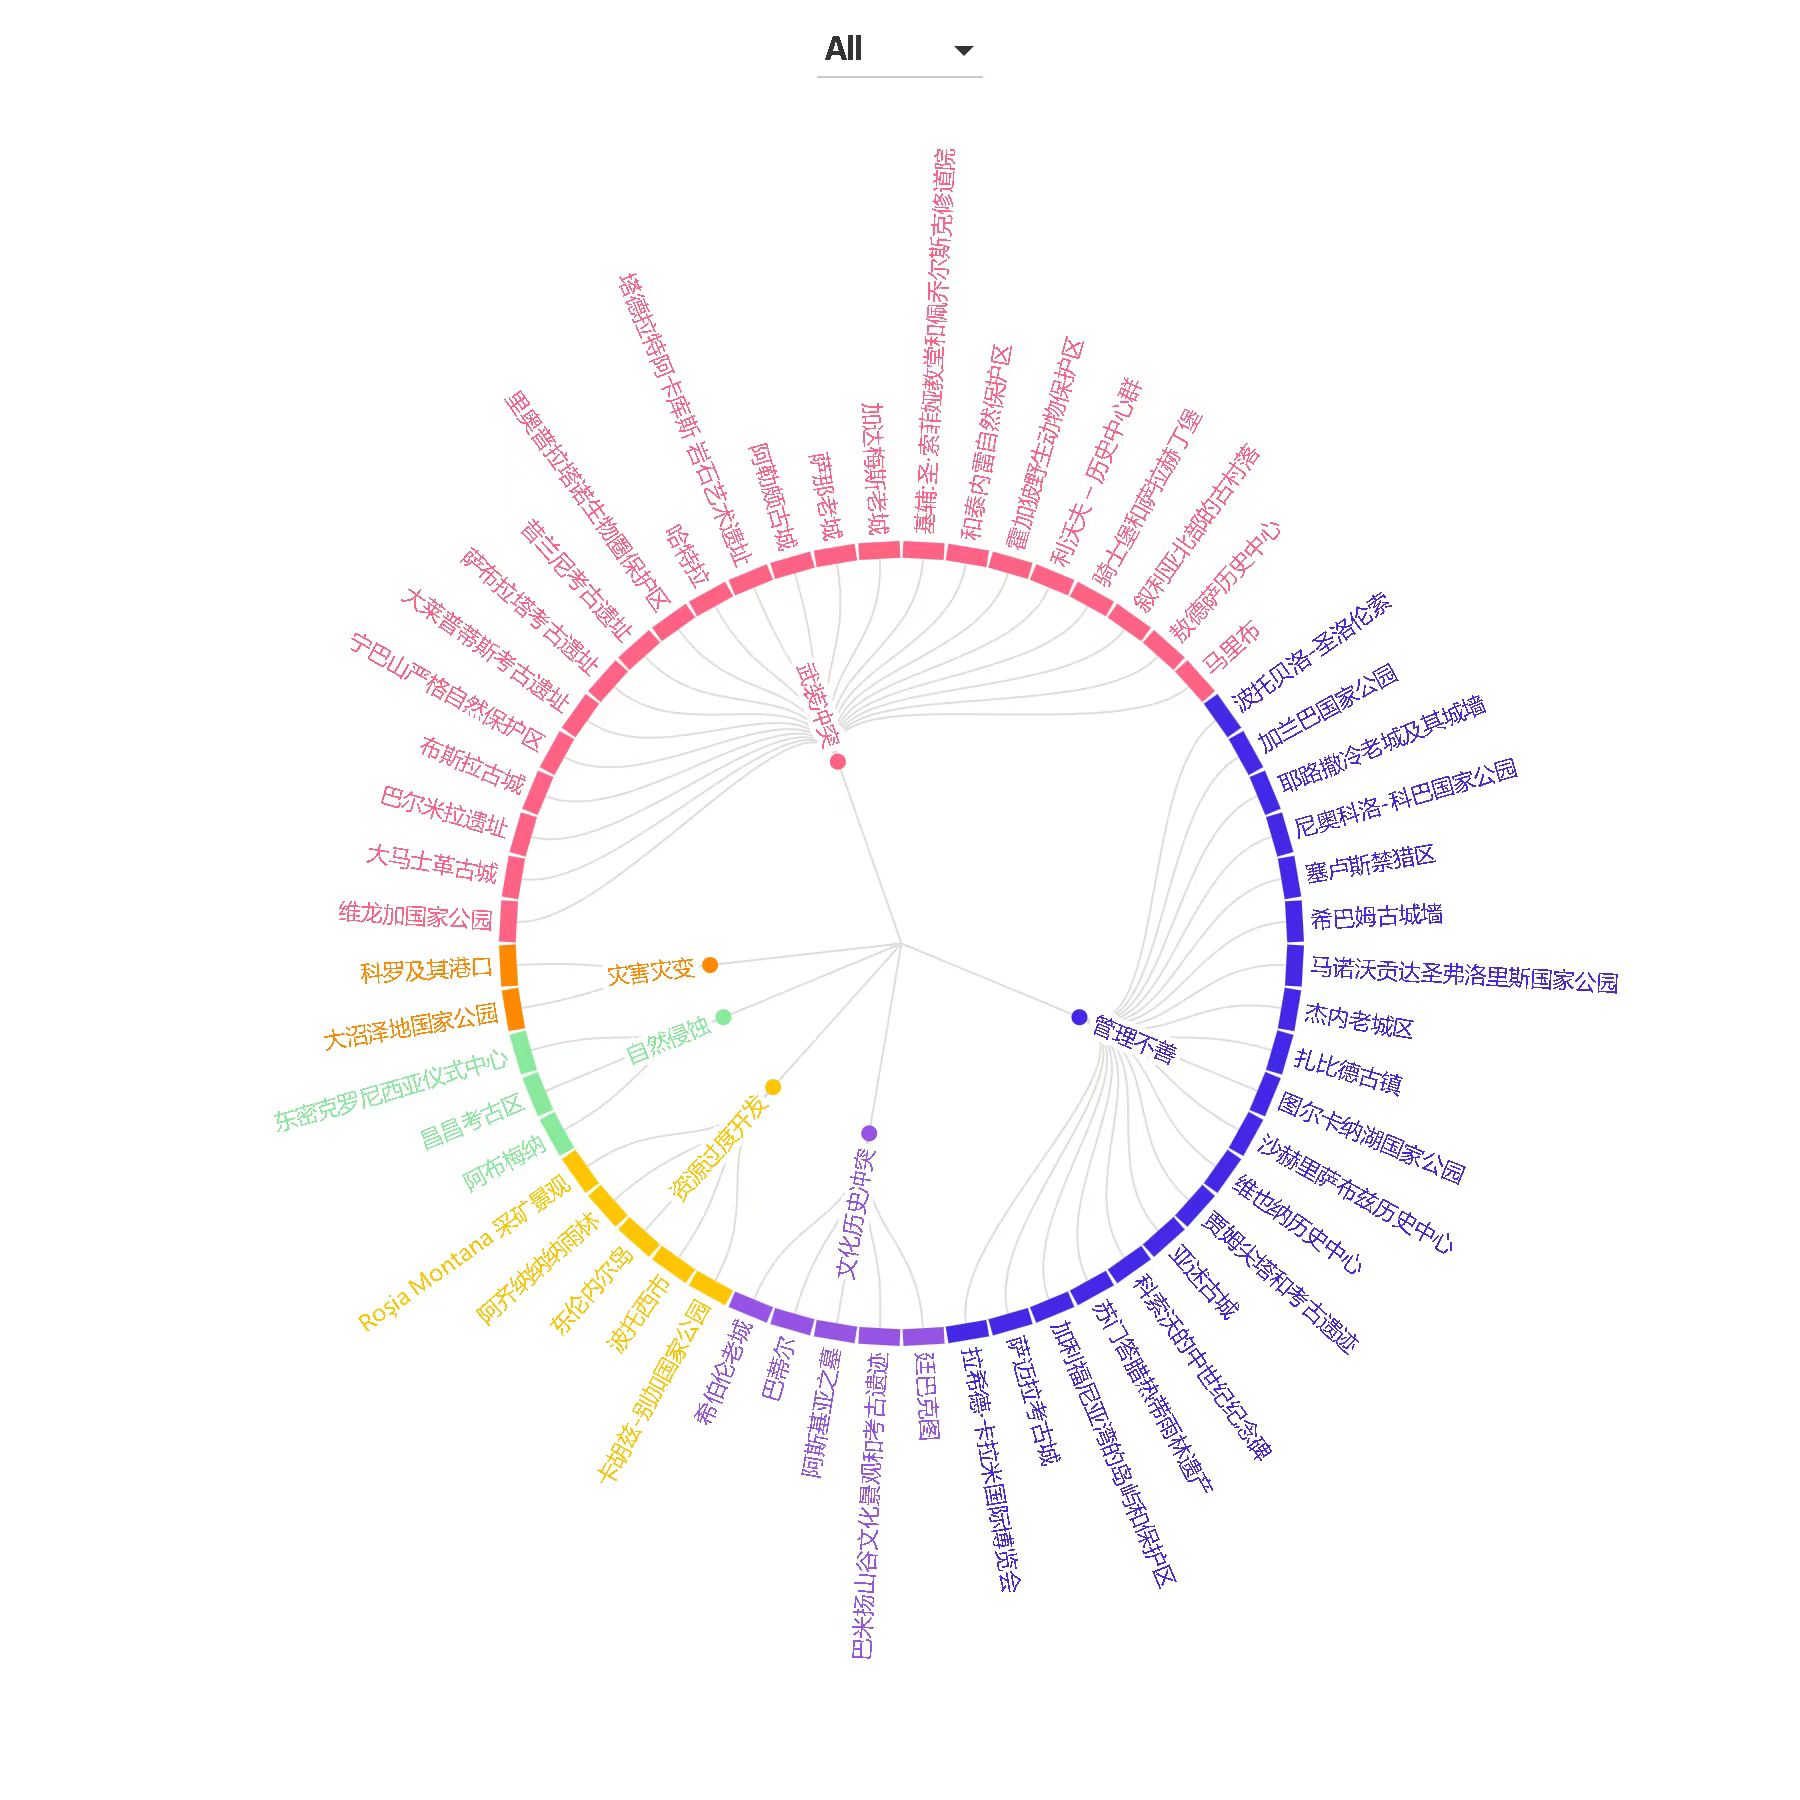 All
基辅:圣·索菲娅教堂和佩乔尔斯克修道院
和泰内雷自然保护区
霍加狓野生动物保护区
利沃夫 – 历史中心群
骑士堡和萨拉赫丁堡
叙利亚北部的古村落
敖德萨历史中心
马里布
波托贝洛-圣洛伦索
加兰巴国家公园
耶路撒冷老城及其城墙
尼奥科洛-科巴国家公园
塞卢斯禁猎区
希巴姆古城墙
马诺沃贡达圣弗洛里斯国家公园
杰内老城区
扎比德古镇
图尔卡纳湖国家公园
沙赫里萨布兹历史中心
维也纳历史中心
贾姆尖塔和考古遗迹
亚述古城
科索沃的中世纪纪念碑
苏门答腊热带雨林遗产
加利福尼亚湾的岛屿和保护区
萨迈拉考古城
拉希德·卡拉米国际博览会
廷巴克图
巴米扬山谷文化景观和考古遗迹
阿斯基亚之墓
巴蒂尔
希伯伦老城
卡胡兹-别加国家公园
波托西市
东伦内尔岛
阿齐纳纳纳雨林
Roşia Montana 采矿景观
阿布梅纳
昌昌考古区
东密克罗尼西亚仪式中心
大沼泽地国家公园
科罗及其港口
维龙加国家公园
大马士革古城
巴尔米拉遗址
布斯拉古城
宁巴山严格自然保护区
大莱普蒂斯考古遗址
萨布拉塔考古遗址
昔兰尼考古遗址
里奥普拉塔诺生物圈保护区
哈特拉
塔德拉特阿卡库斯 岩石艺术遗址
阿勒颇古城
萨那老城
加达梅斯老城
武装冲突
灾害灾变
自然侵蚀
资源过度开发
文化历史冲突
管理不善